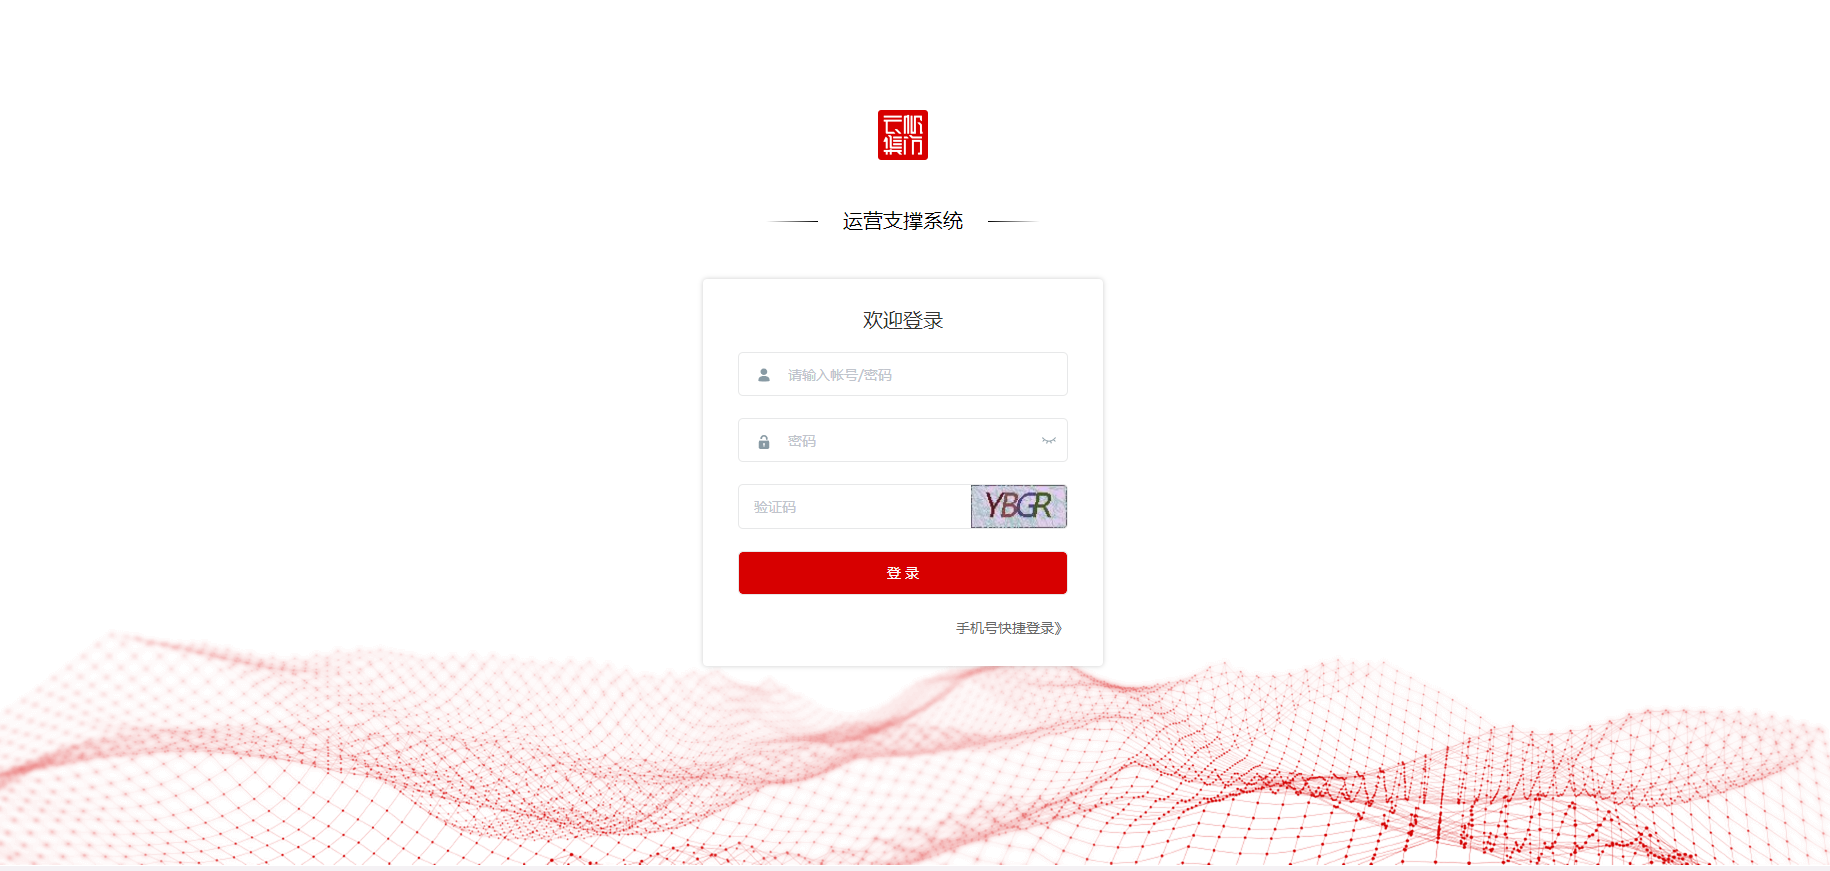 运营支撑系统
欢迎登录
请输入帐号/密码
密码
验证码 YBGR
登 录
手机号快捷登录》